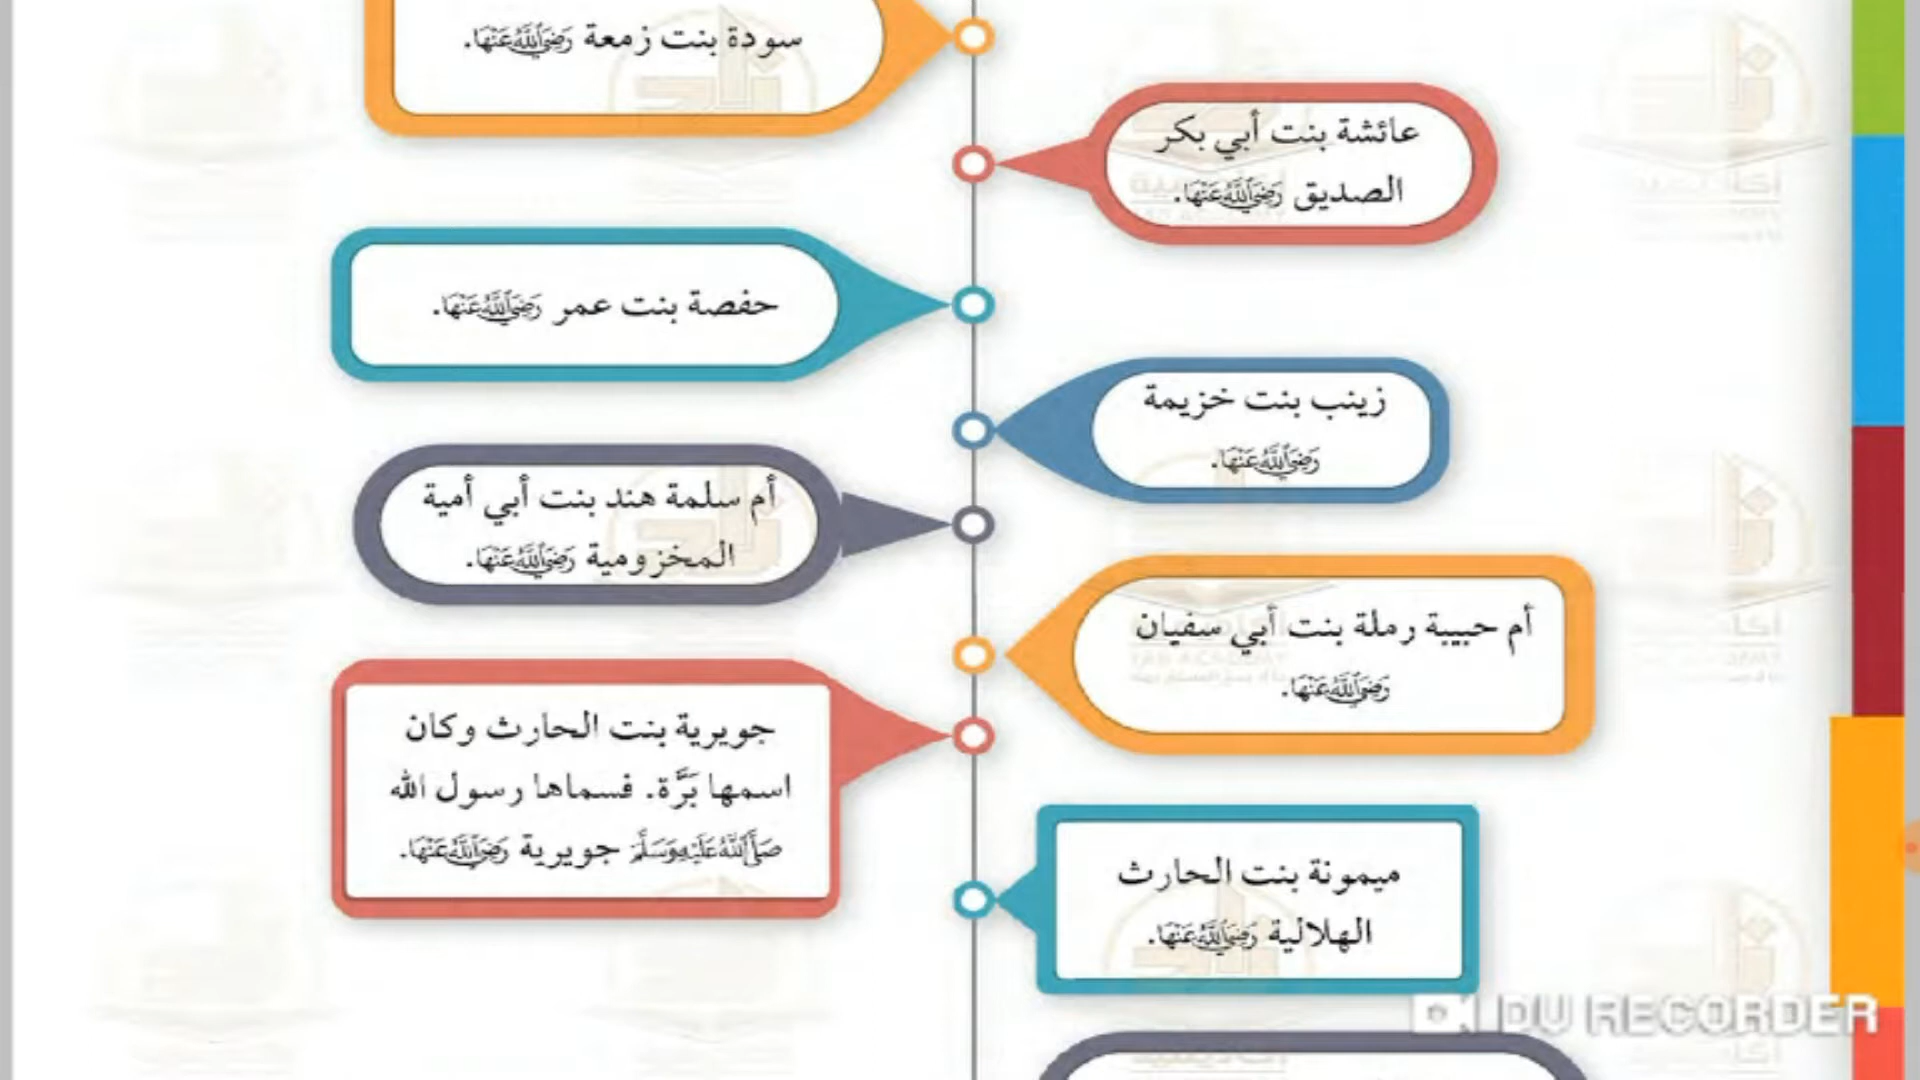 سودة بنت زمعة رَضِيَ اللَّهُ عَنْهَا.
عائشة بنت أبي بكر
الصديق رَضِيَ اللَّهُ عَنْهَا.
حفصة بنت عمر رَضِيَ اللَّهُ عَنْهَا.
زينب بنت خزيمة
رَضِيَ اللَّهُ عَنْهَا.
أم سلمة هند بنت أبي أمية
المخزومية رَضِيَ اللَّهُ عَنْهَا.
أم حبيبة رملة بنت أبي سفيان
رَضِيَ اللَّهُ عَنْهَا.
جويرية بنت الحارث وكان
اسمها بَرَّة. فسماها رسول الله
صَلَّى اللَّهُ عَلَيْهِ وَسَلَّمَ جويرية رَضِيَ اللَّهُ عَنْهَا.
ميمونة بنت الحارث
الهلالية رَضِيَ اللَّهُ عَنْهَا.
DU RECORDER